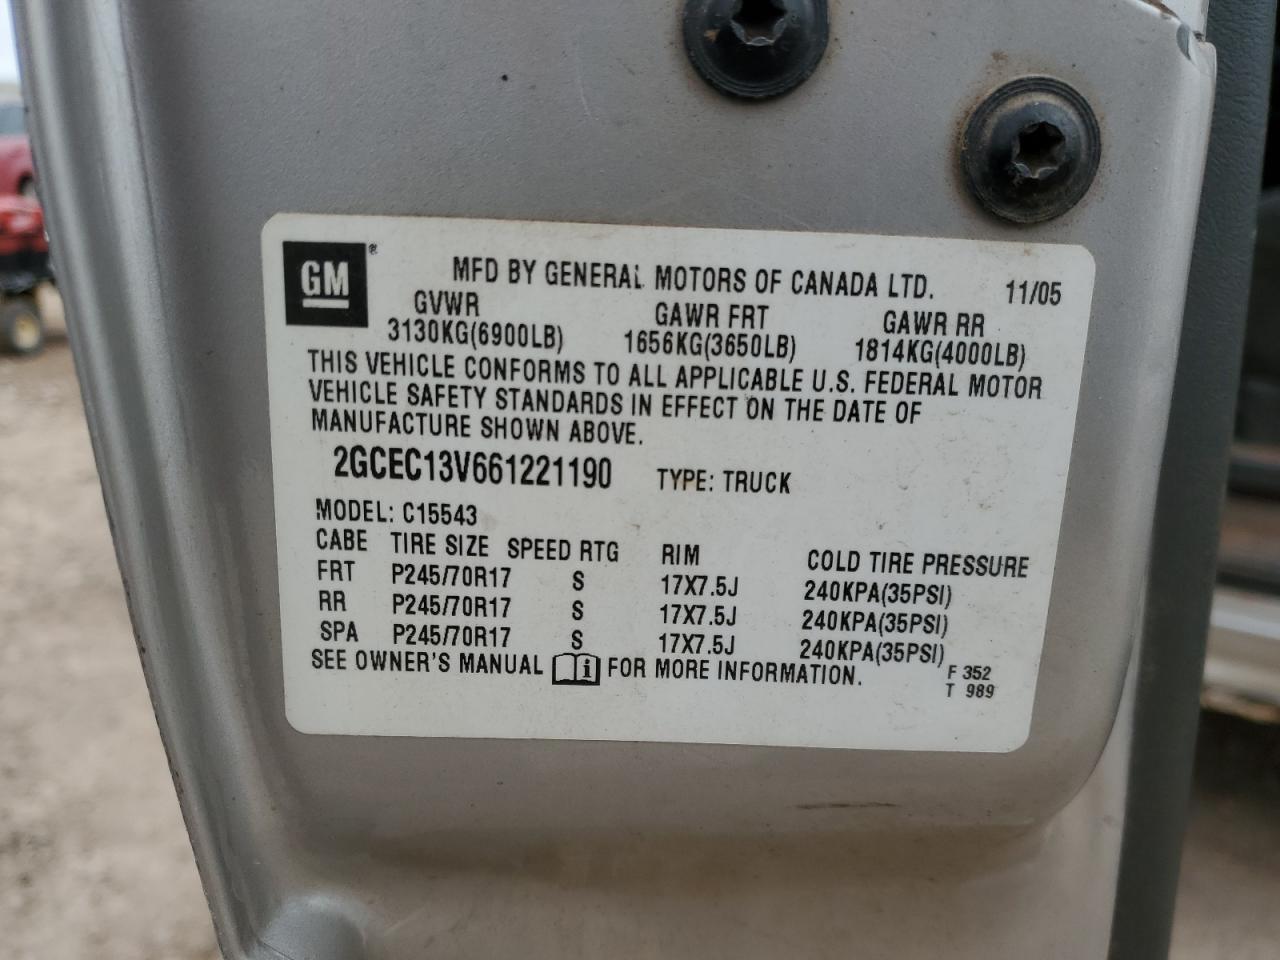 GM® MFD BY GENERAL MOTORS OF CANADA LTD. 11/05
GVWR GAWR FRT GAWR RR
3130KG(6900LB) 1656KG(3650LB) 1814KG(4000LB)
THIS VEHICLE CONFORMS TO ALL APPLICABLE U.S. FEDERAL MOTOR
VEHICLE SAFETY STANDARDS IN EFFECT ON THE DATE OF
MANUFACTURE SHOWN ABOVE.
2GCEC13V661221190 TYPE: TRUCK
MODEL: C15543
CABE TIRE SIZE SPEED RTG RIM COLD TIRE PRESSURE
FRT P245/70R17 S 17X7.5J 240KPA(35PSI)
RR P245/70R17 S 17X7.5J 240KPA(35PSI)
SPA P245/70R17 S 17X7.5J 240KPA(35PSI)
SEE OWNER'S MANUAL i FOR MORE INFORMATION. F 352
T 989